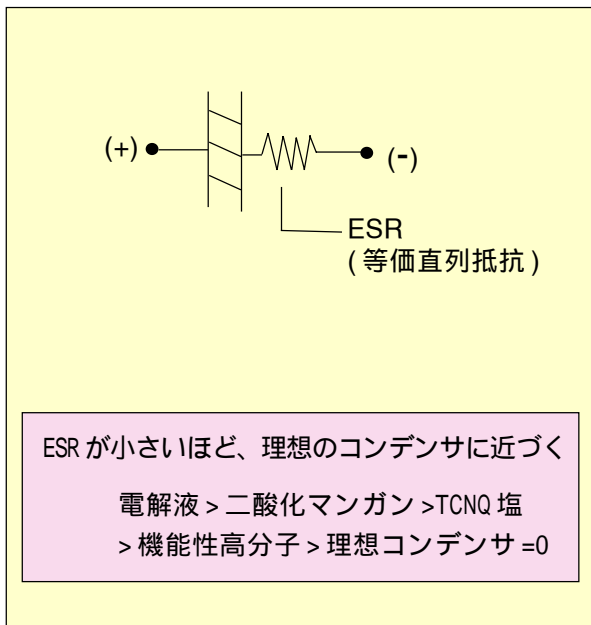 (+)
(-)
ESR
(等価直列抵抗)
ESRが小さいほど、理想のコンデンサに近づく
電解液>二酸化マンガン>TCNQ塩
>機能性高分子>理想コンデンサ=0